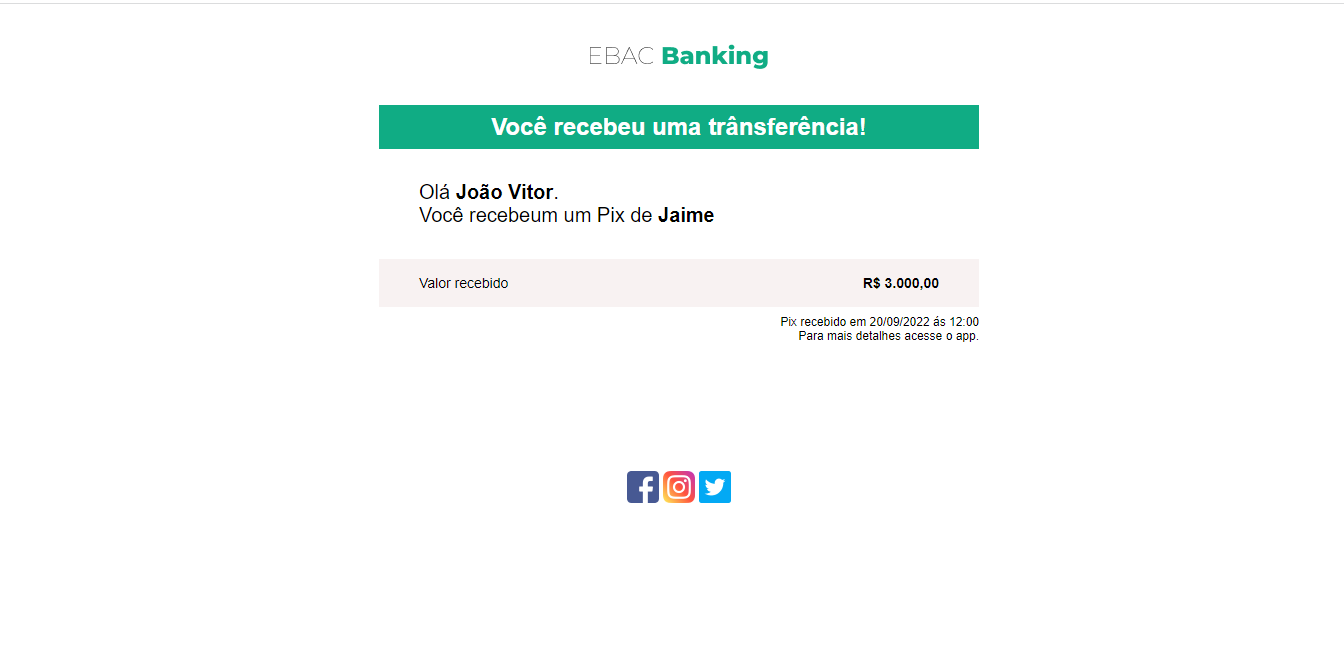 EBAC Banking
Você recebeu uma trânsferência!
Olá João Vitor.
Você recebeum um Pix de Jaime
Valor recebido R$ 3.000,00
Pix recebido em 20/09/2022 ás 12:00
Para mais detalhes acesse o app.